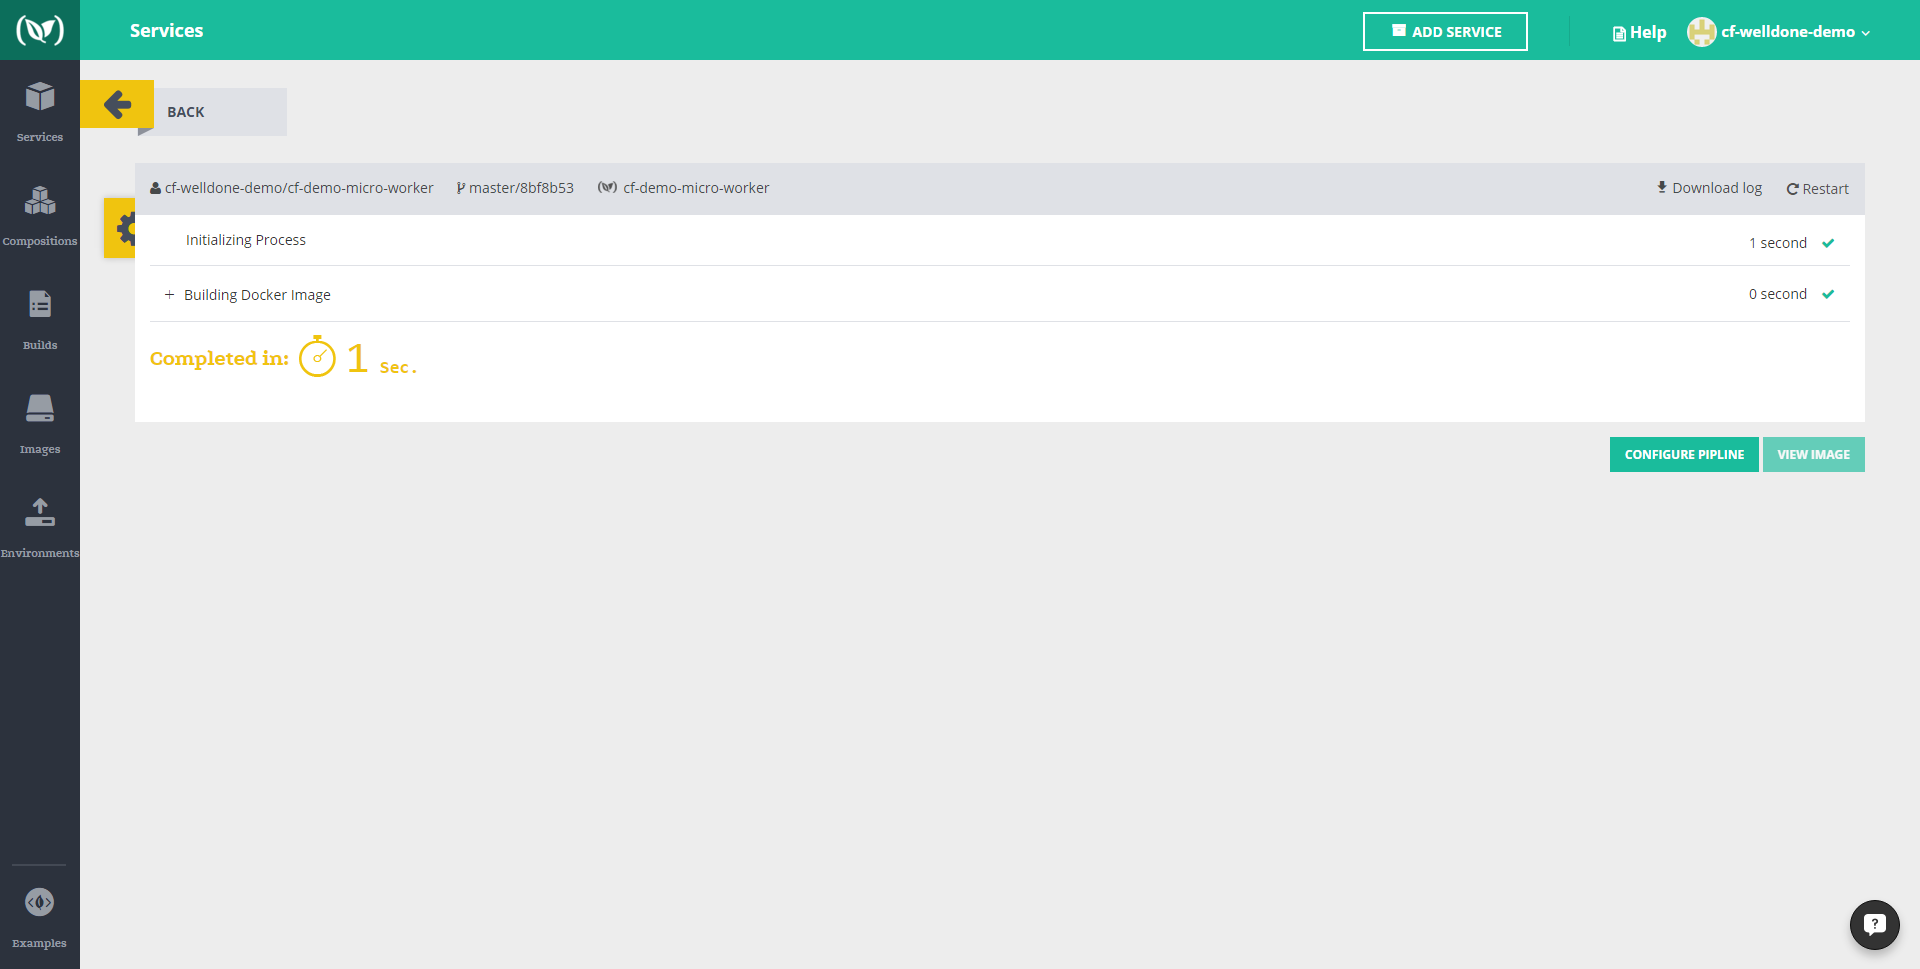 Services
ADD SERVICE
Help
cf-welldone-demo
Services
Compositions
Builds
Images
Environments
Examples
BACK
cf-welldone-demo/cf-demo-micro-worker master/8bf8b53 cf-demo-micro-worker Download log Restart
Initializing Process 1 second
+ Building Docker Image 0 second
Completed in: 1 Sec.
CONFIGURE PIPLINE VIEW IMAGE